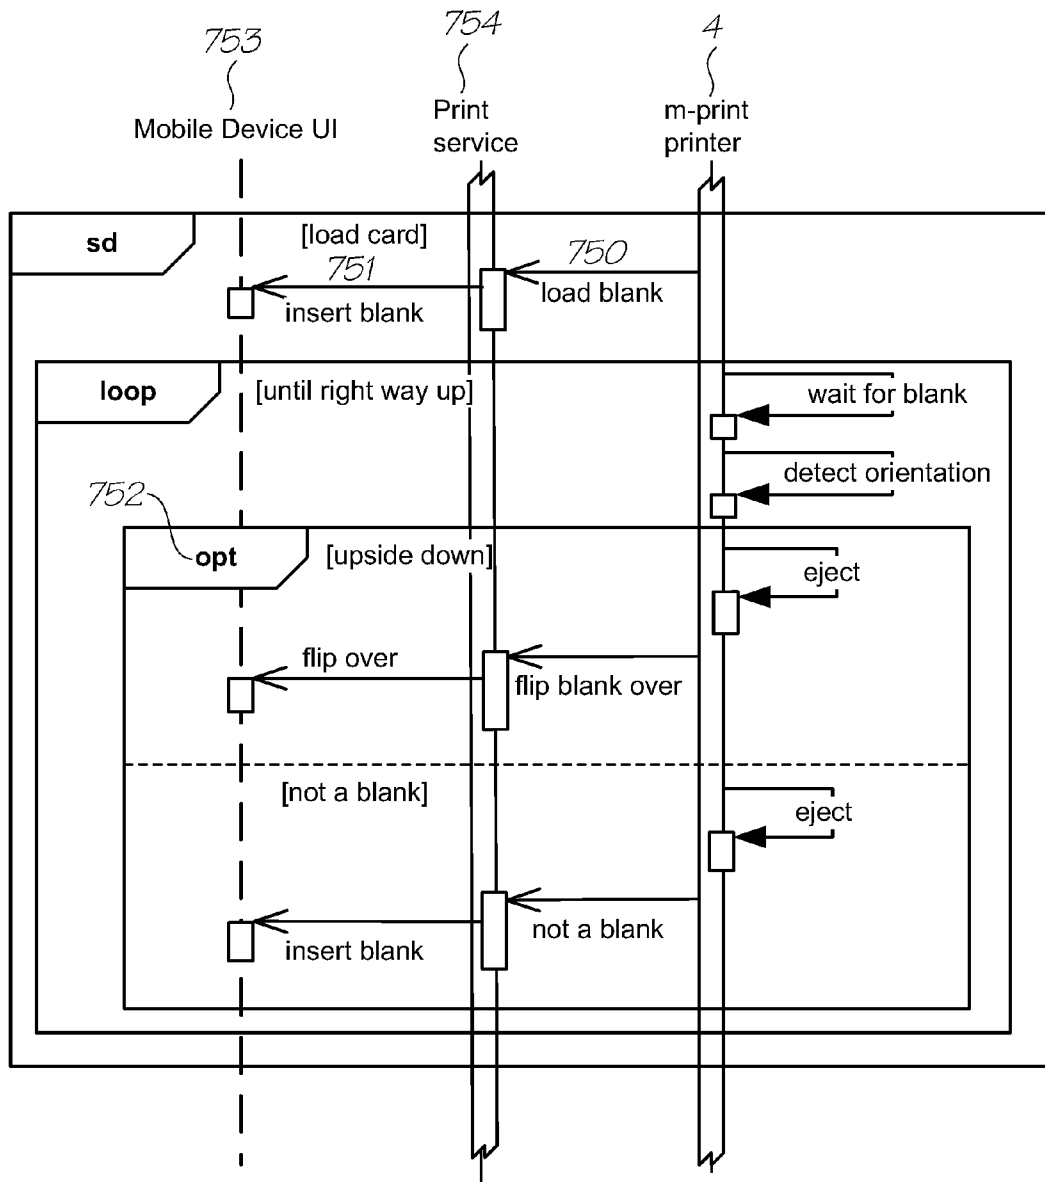 753
754
4
Mobile Device UI
Print
service
m-print
printer
sd
[load card]
751
750
insert blank
load blank
loop
[until right way up]
wait for blank
detect orientation
752
opt
[upside down]
eject
flip over
flip blank over
[not a blank]
eject
insert blank
not a blank